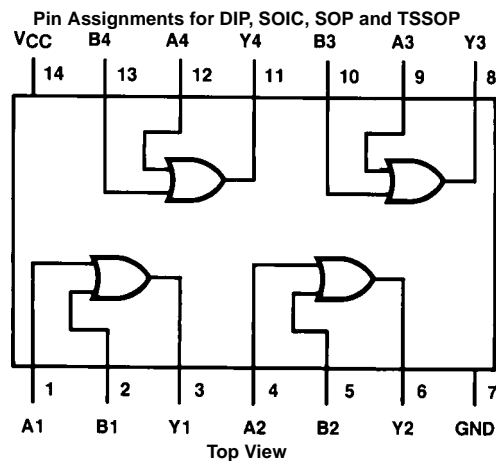 Pin Assignments for DIP, SOIC, SOP and TSSOP
VCC B4 A4 Y4 B3 A3 Y3
14 13 12 11 10 9 8
1 2 3 4 5 6 7
A1 B1 Y1 A2 B2 Y2 GND
Top View